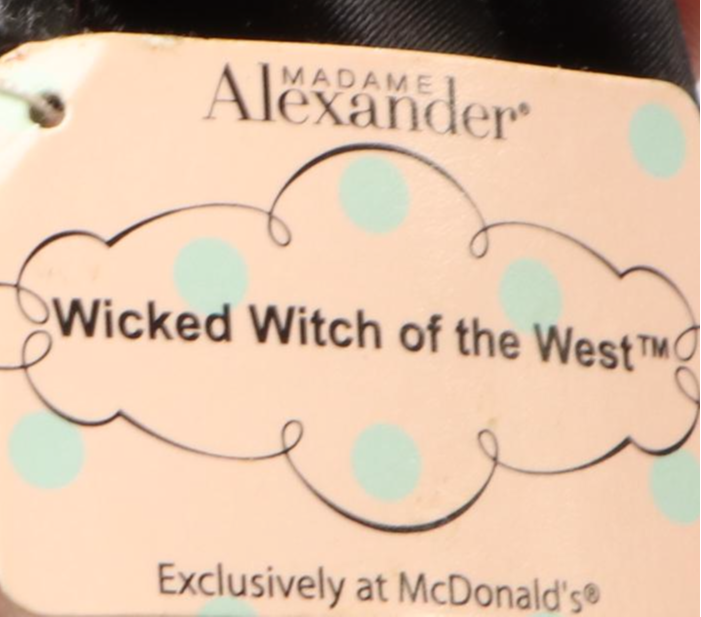 MADAME
Alexander®
Wicked Witch of the West™
Exclusively at McDonald's®